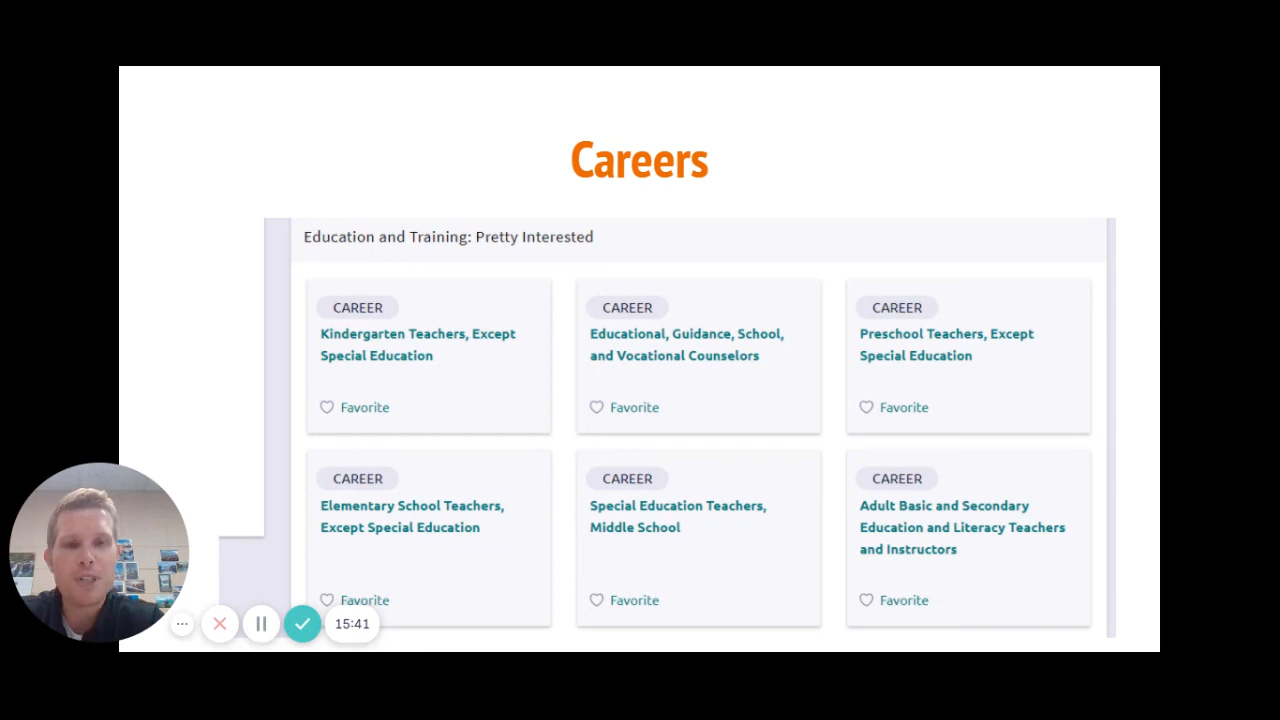 Careers
Education and Training: Pretty Interested
CAREER
Kindergarten Teachers, Except
Special Education
Favorite
CAREER
Educational, Guidance, School,
and Vocational Counselors
Favorite
CAREER
Preschool Teachers, Except
Special Education
Favorite
CAREER
Elementary School Teachers,
Except Special Education
Favorite
CAREER
Special Education Teachers,
Middle School
Favorite
CAREER
Adult Basic and Secondary
Education and Literacy Teachers
and Instructors
Favorite
15:41